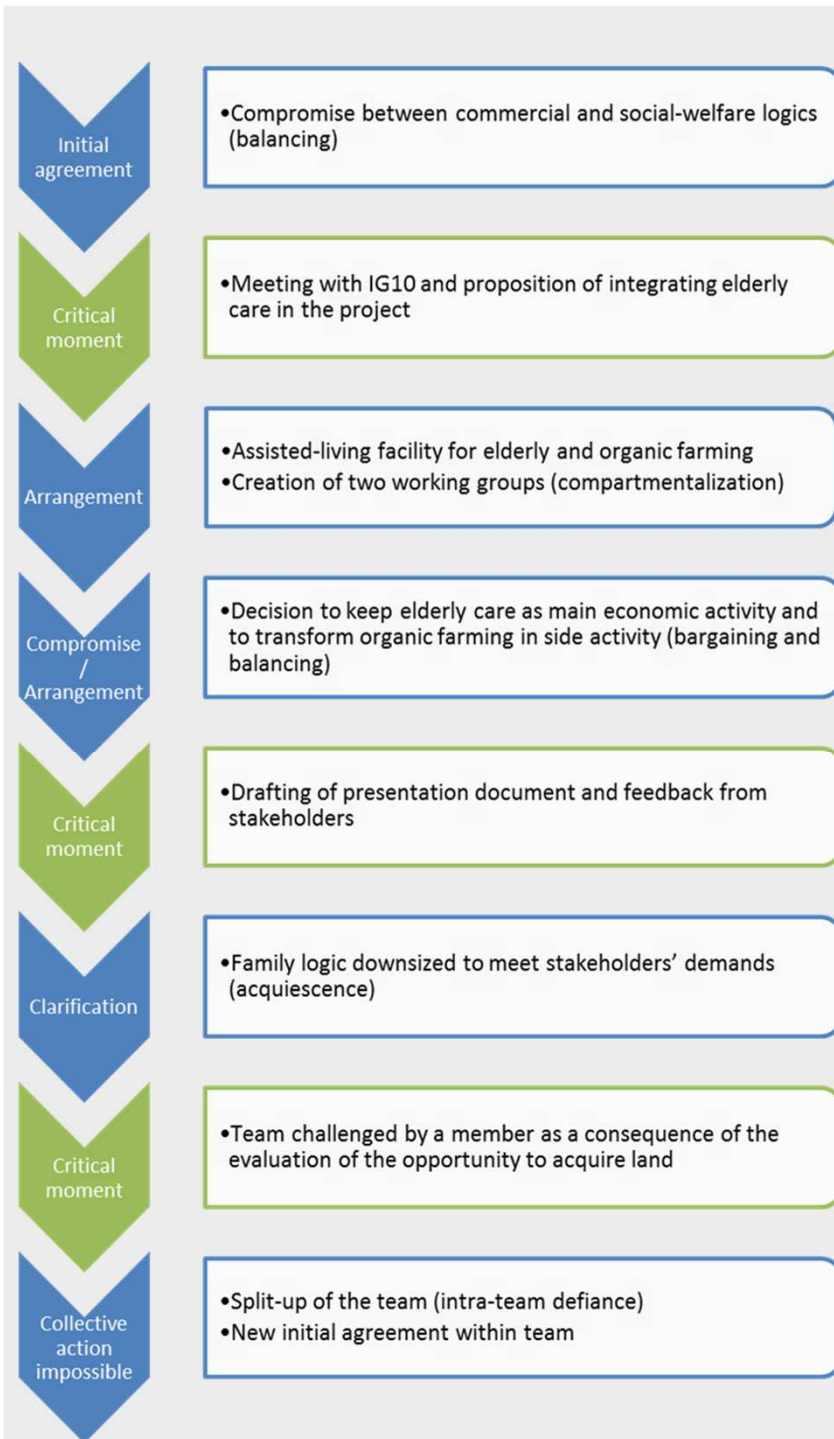 Initial
agreement
•Compromise between commercial and social-welfare logics
(balancing)
Critical
moment
•Meeting with IG10 and proposition of integrating elderly
care in the project
Arrangement
•Assisted-living facility for elderly and organic farming
•Creation of two working groups (compartmentalization)
Compromise
/
Arrangement
•Decision to keep elderly care as main economic activity and
to transform organic farming in side activity (bargaining and
balancing)
Critical
moment
•Drafting of presentation document and feedback from
stakeholders
Clarification
•Family logic downsized to meet stakeholders’ demands
(acquiescence)
Critical
moment
•Team challenged by a member as a consequence of the
evaluation of the opportunity to acquire land
Collective
action
impossible
•Split-up of the team (intra-team defiance)
•New initial agreement within team